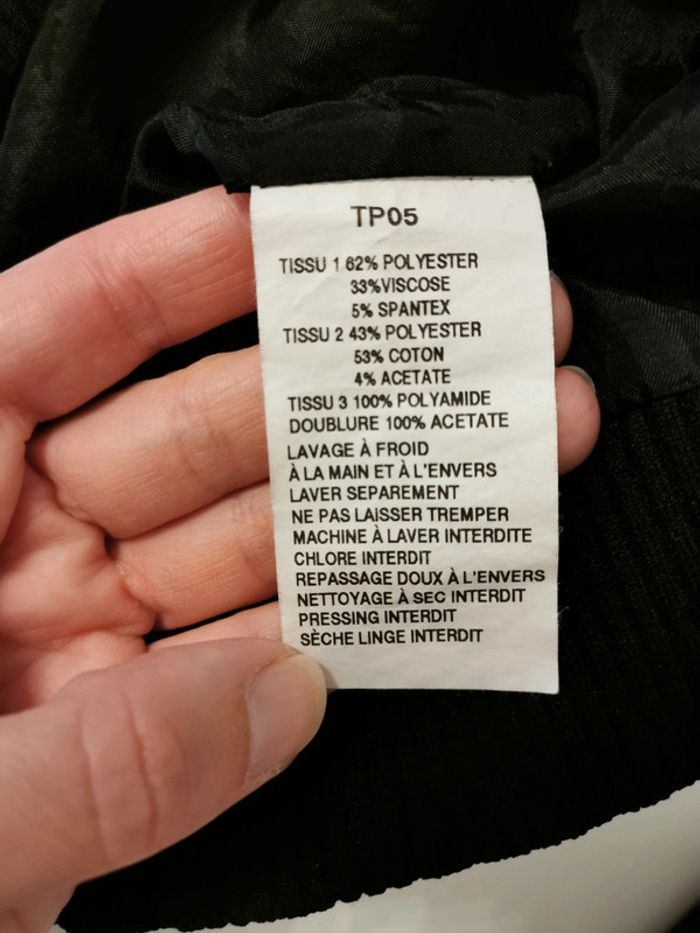 TP05
TISSU 1 62% POLYESTER
33%VISCOSE
5% SPANTEX
TISSU 2 43% POLYESTER
53% COTON
4% ACETATE
TISSU 3 100% POLYAMIDE
DOUBLURE 100% ACETATE
LAVAGE À FROID
À LA MAIN ET À L'ENVERS
LAVER SEPAREMENT
NE PAS LAISSER TREMPER
MACHINE À LAVER INTERDITE
CHLORE INTERDIT
REPASSAGE DOUX À L'ENVERS
NETTOYAGE À SEC INTERDIT
PRESSING INTERDIT
SÈCHE LINGE INTERDIT